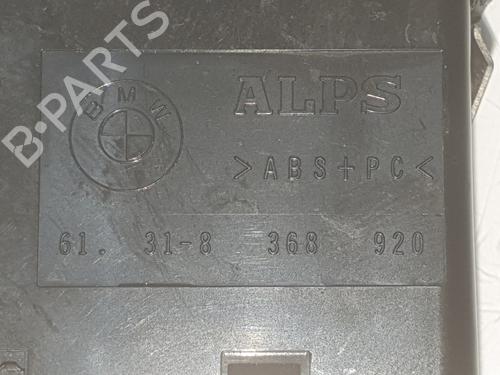 B-PARTS
BMW
ALPS
>ABS+PC<
61. 31-8 368 920